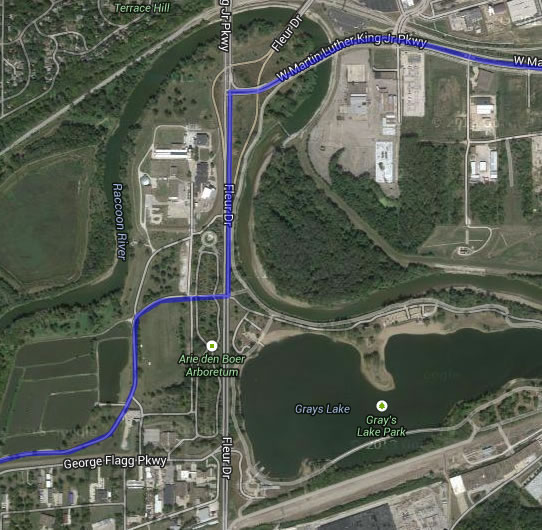 Terrace Hill
g Jr Pkwy
Fleur Dr
W Martin Luther King Jr Pkwy
W Ma
Raccoon River
Fleur Dr
Arie den Boer
Arboretum
Grays Lake
Gray's
Lake Park
George Flagg Pkwy
Fleur Dr